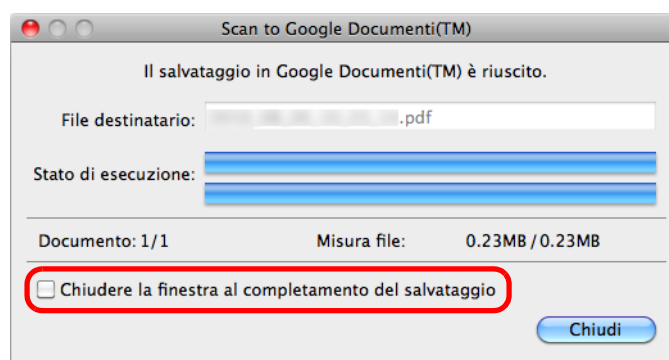 Scan to Google Documenti(TM)
Il salvataggio in Google Documenti(TM) è riuscito.
File destinatario: .pdf
Stato di esecuzione:
Documento: 1/1 Misura file: 0.23MB / 0.23MB
Chiudere la finestra al completamento del salvataggio
Chiudi